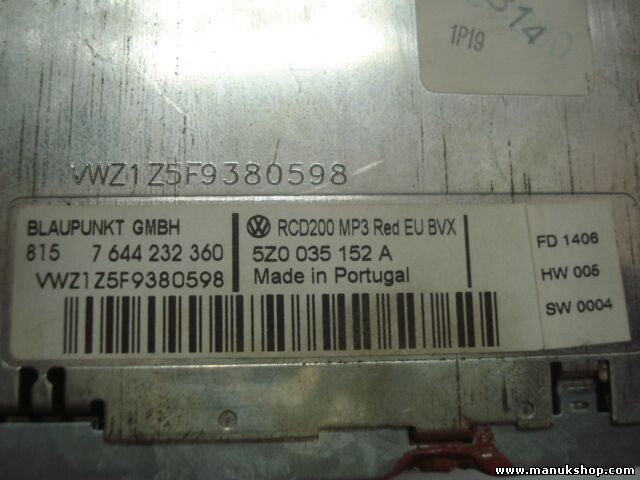 1P19
VWZ1Z5F9380598
BLAUPUNKT GMBH
815 7 644 232 360
VWZ1Z5F9380598
RCD200 MP3 Red EU BVX
5Z0 035 152 A
Made in Portugal
FD 1406
HW 005
SW 0004
www.manukshop.com